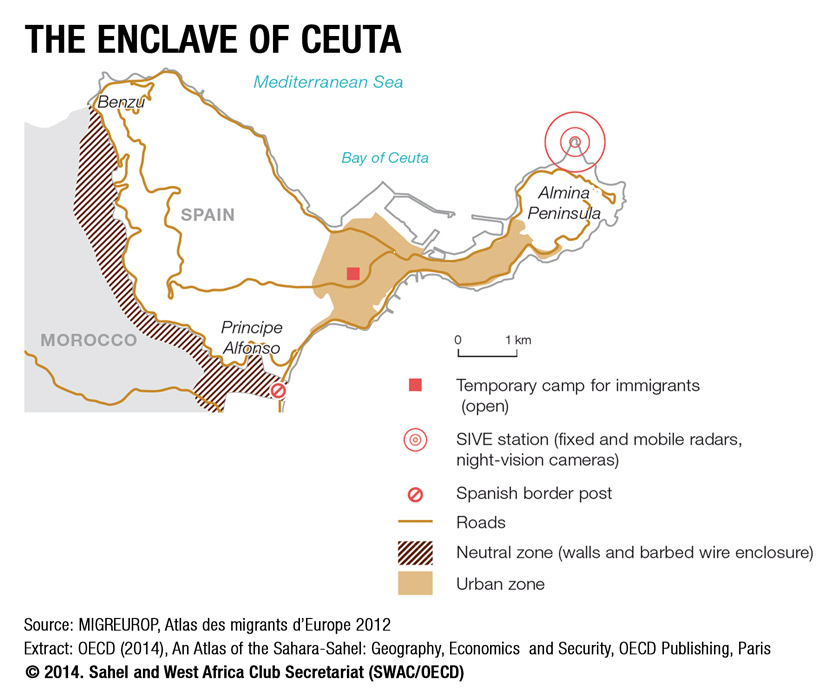 THE ENCLAVE OF CEUTA
Mediterranean Sea
Benzu
Bay of Ceuta
Almina
Peninsula
SPAIN
Principe
Alfonso
MOROCCO
0 1 km
Temporary camp for immigrants
(open)
SIVE station (fixed and mobile radars,
night-vision cameras)
Spanish border post
Roads
Neutral zone (walls and barbed wire enclosure)
Urban zone
Source: MIGREUROP, Atlas des migrants d'Europe 2012
Extract: OECD (2014), An Atlas of the Sahara-Sahel: Geography, Economics and Security, OECD Publishing, Paris
© 2014. Sahel and West Africa Club Secretariat (SWAC/OECD)